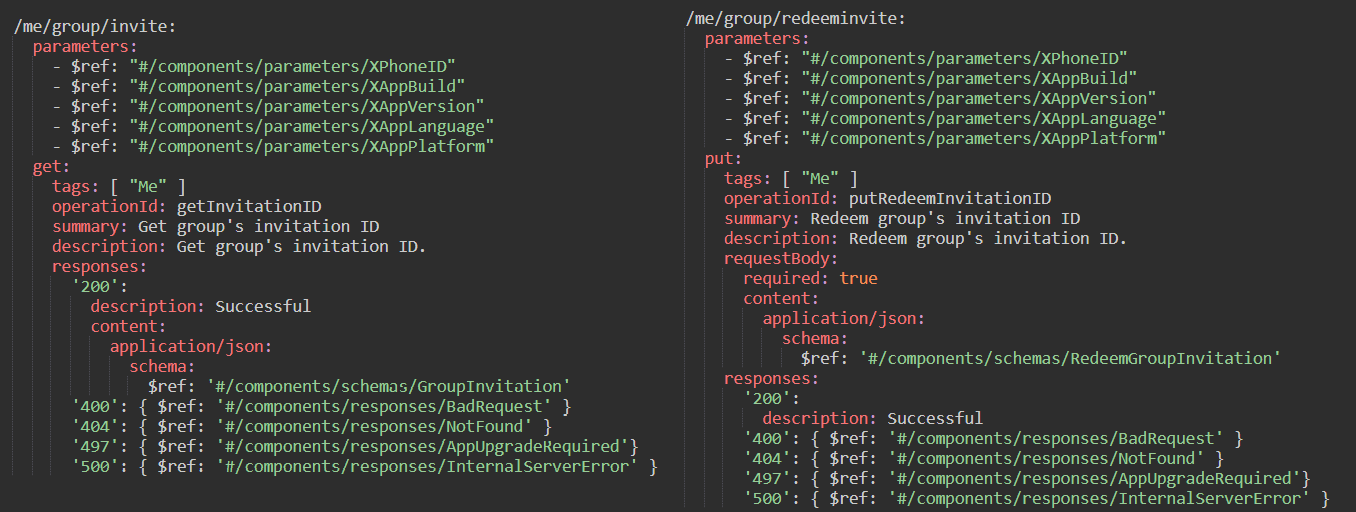 /me/group/invite:
  parameters:
    - $ref: "#/components/parameters/XPhoneID"
    - $ref: "#/components/parameters/XAppBuild"
    - $ref: "#/components/parameters/XAppVersion"
    - $ref: "#/components/parameters/XAppLanguage"
    - $ref: "#/components/parameters/XAppPlatform"
  get:
    tags: [ "Me" ]
    operationId: getInvitationID
    summary: Get group's invitation ID
    description: Get group's invitation ID.
    responses:
      '200':
        description: Successful
        content:
          application/json:
            schema:
              $ref: '#/components/schemas/GroupInvitation'
      '400': { $ref: '#/components/responses/BadRequest' }
      '404': { $ref: '#/components/responses/NotFound' }
      '497': { $ref: '#/components/responses/AppUpgradeRequired'}
      '500': { $ref: '#/components/responses/InternalServerError' }
/me/group/redeeminvite:
  parameters:
    - $ref: "#/components/parameters/XPhoneID"
    - $ref: "#/components/parameters/XAppBuild"
    - $ref: "#/components/parameters/XAppVersion"
    - $ref: "#/components/parameters/XAppLanguage"
    - $ref: "#/components/parameters/XAppPlatform"
  put:
    tags: [ "Me" ]
    operationId: putRedeemInvitationID
    summary: Redeem group's invitation ID
    description: Redeem group's invitation ID.
    requestBody:
      required: true
      content:
        application/json:
          schema:
            $ref: '#/components/schemas/RedeemGroupInvitation'
    responses:
      '200':
        description: Successful
      '400': { $ref: '#/components/responses/BadRequest' }
      '404': { $ref: '#/components/responses/NotFound' }
      '497': { $ref: '#/components/responses/AppUpgradeRequired'}
      '500': { $ref: '#/components/responses/InternalServerError' }